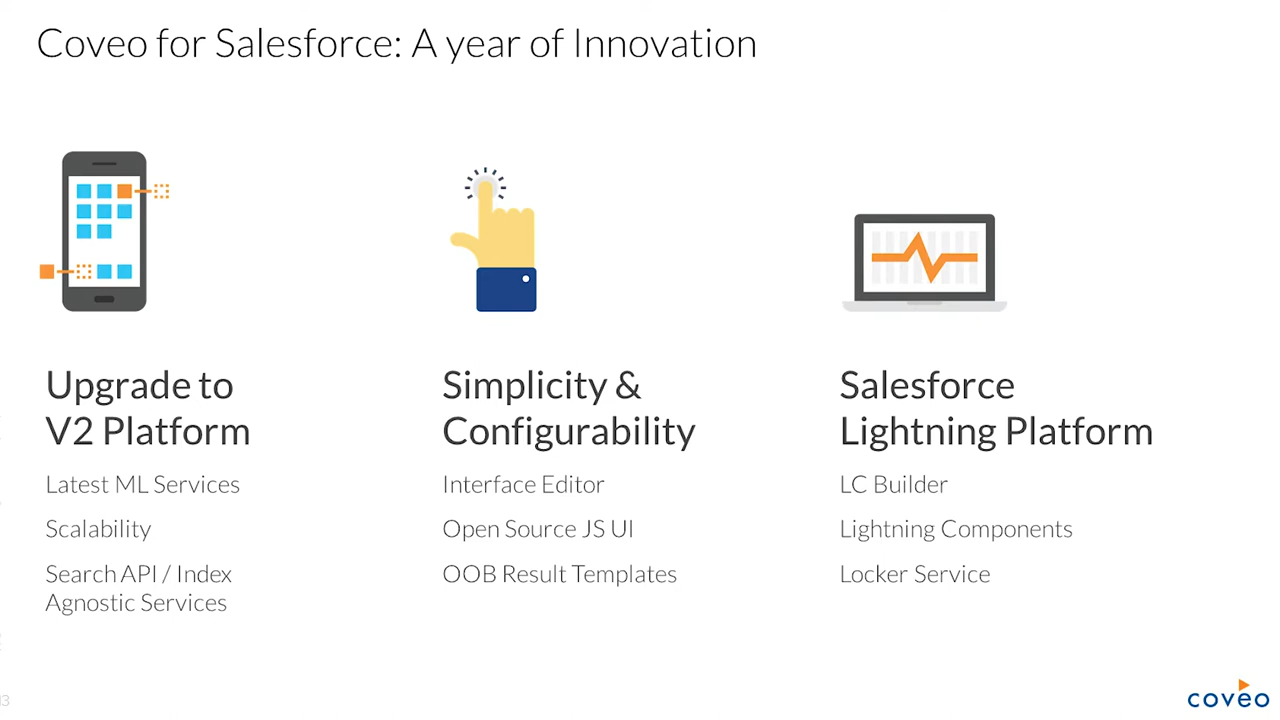 Coveo for Salesforce: A year of Innovation
Upgrade to
V2 Platform
Latest ML Services
Scalability
Search API / Index
Agnostic Services
Simplicity &
Configurability
Interface Editor
Open Source JS UI
OOB Result Templates
Salesforce
Lightning Platform
LC Builder
Lightning Components
Locker Service
coveo